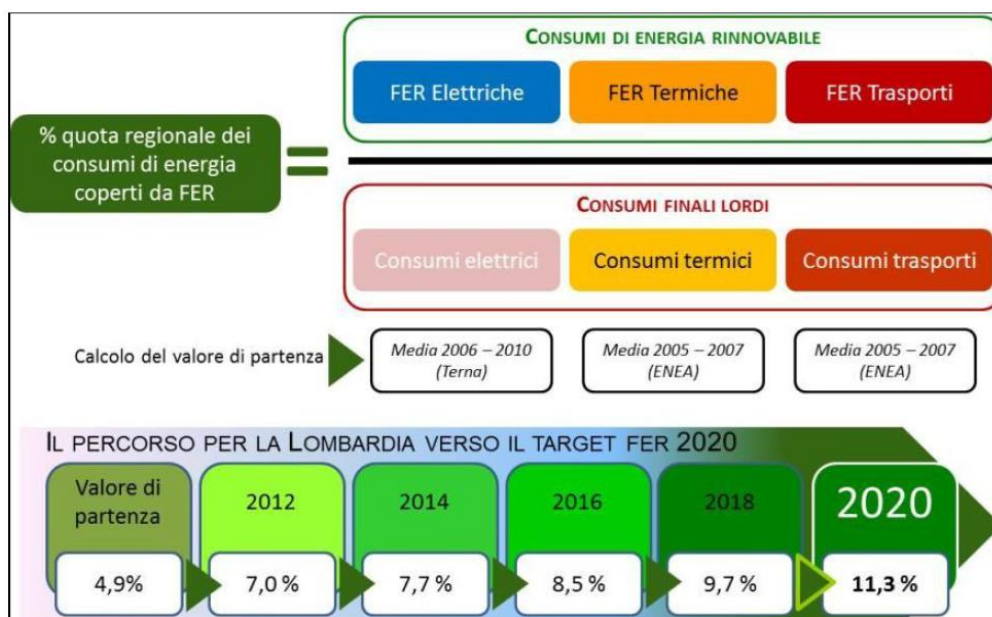 CONSUMI DI ENERGIA RINNOVABILE
FER Elettriche
FER Termiche
FER Trasporti
% quota regionale dei
consumi di energia
coperti da FER
=
CONSUMI FINALI LORDI
Consumi elettrici
Consumi termici
Consumi trasporti
Calcolo del valore di partenza
Media 2006 – 2010
(Terna)
Media 2005 – 2007
(ENEA)
Media 2005 – 2007
(ENEA)
IL PERCORSO PER LA LOMBARDIA VERSO IL TARGET FER 2020
Valore di
partenza
2012
2014
2016
2018
2020
4,9%
7,0 %
7,7 %
8,5 %
9,7 %
11,3 %